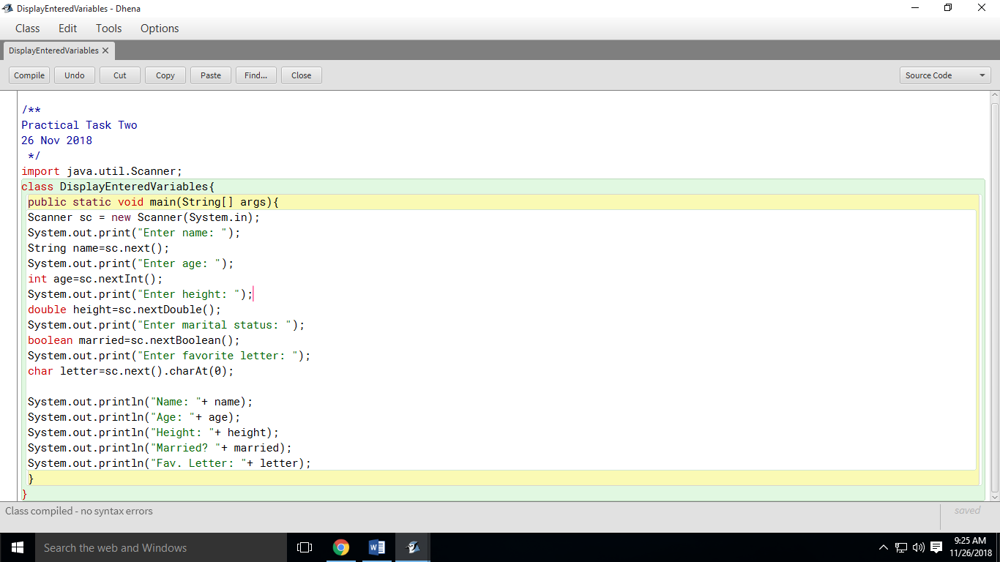 DisplayEnteredVariables - Dhena
Class Edit Tools Options
DisplayEnteredVariables
Compile Undo Cut Copy Paste Find... Close Source Code
/**
Practical Task Two
26 Nov 2018
*/
import java.util.Scanner;
class DisplayEnteredVariables{
public static void main(String[] args){
Scanner sc = new Scanner(System.in);
System.out.print("Enter name: ");
String name=sc.next();
System.out.print("Enter age: ");
int age=sc.nextInt();
System.out.print("Enter height: ");
double height=sc.nextDouble();
System.out.print("Enter marital status: ");
boolean married=sc.nextBoolean();
System.out.print("Enter favorite letter: ");
char letter=sc.next().charAt(0);
System.out.println("Name: "+ name);
System.out.println("Age: "+ age);
System.out.println("Height: "+ height);
System.out.println("Married? "+ married);
System.out.println("Fav. Letter: "+ letter);
}
}
Class compiled - no syntax errors
saved
Search the web and Windows
9:25 AM
11/26/2018